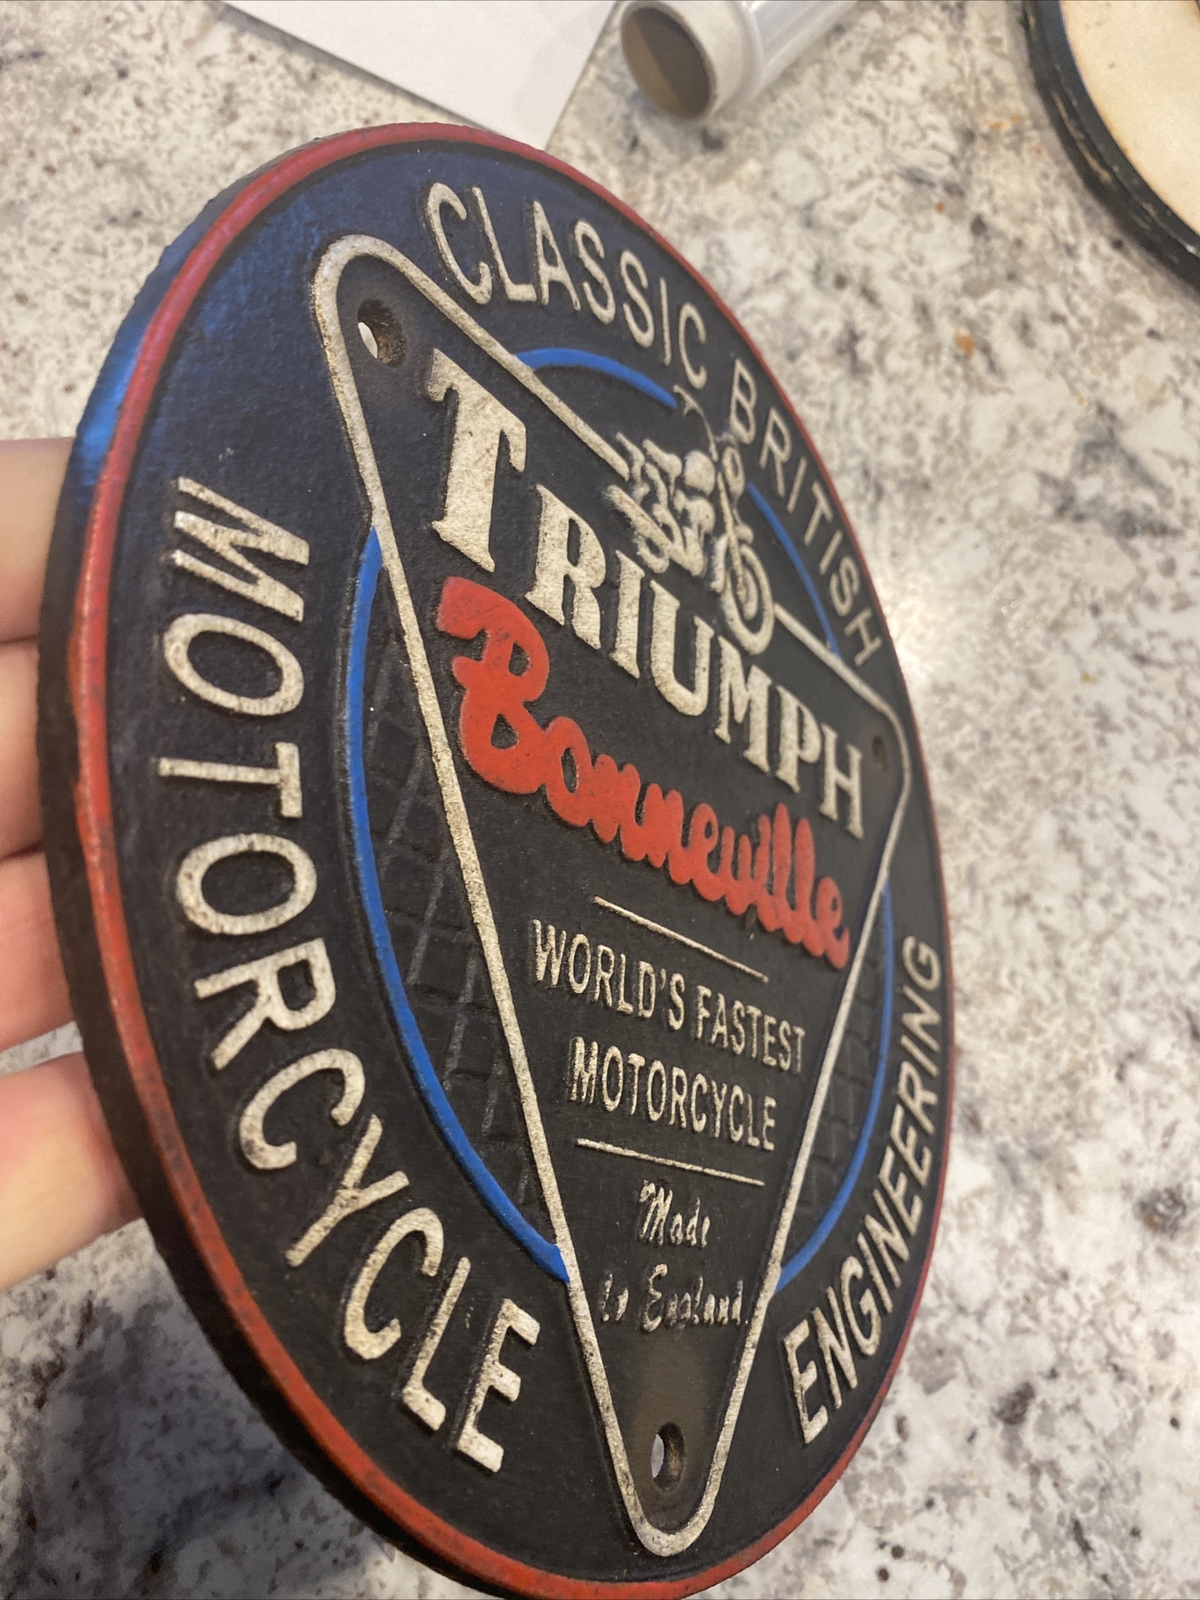 CLASSIC BRITISH
TRIUMPH
Bonneville
WORLD'S FASTEST
MOTORCYCLE
Made
in England
MOTORCYCLE
ENGINEERING